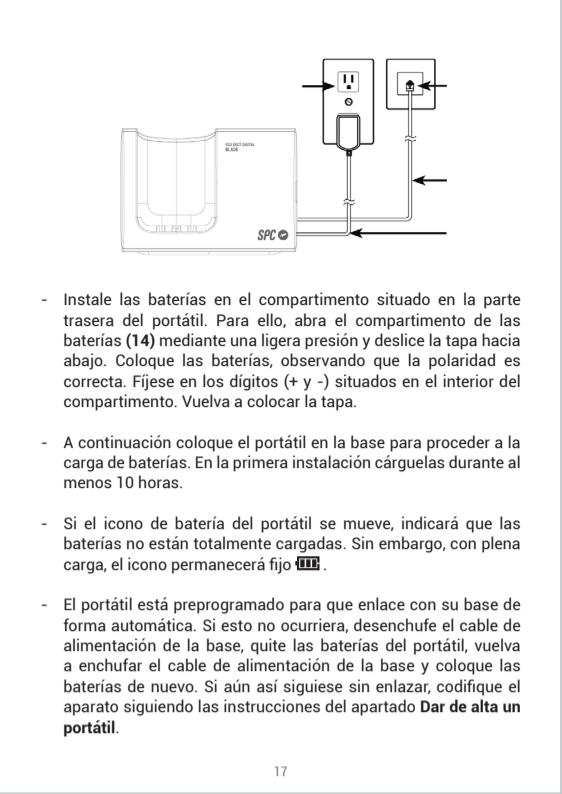 ECO DECT DIGITAL
BLADE
SPC
- Instale las baterías en el compartimento situado en la parte
trasera del portátil. Para ello, abra el compartimento de las
baterías (14) mediante una ligera presión y deslice la tapa hacia
abajo. Coloque las baterías, observando que la polaridad es
correcta. Fíjese en los dígitos (+ y -) situados en el interior del
compartimento. Vuelva a colocar la tapa.
- A continuación coloque el portátil en la base para proceder a la
carga de baterías. En la primera instalación cárguelas durante al
menos 10 horas.
- Si el icono de batería del portátil se mueve, indicará que las
baterías no están totalmente cargadas. Sin embargo, con plena
carga, el icono permanecerá fijo .
- El portátil está preprogramado para que enlace con su base de
forma automática. Si esto no ocurriera, desenchufe el cable de
alimentación de la base, quite las baterías del portátil, vuelva
a enchufar el cable de alimentación de la base y coloque las
baterías de nuevo. Si aún así siguiese sin enlazar, codifique el
aparato siguiendo las instrucciones del apartado Dar de alta un
portátil.
17